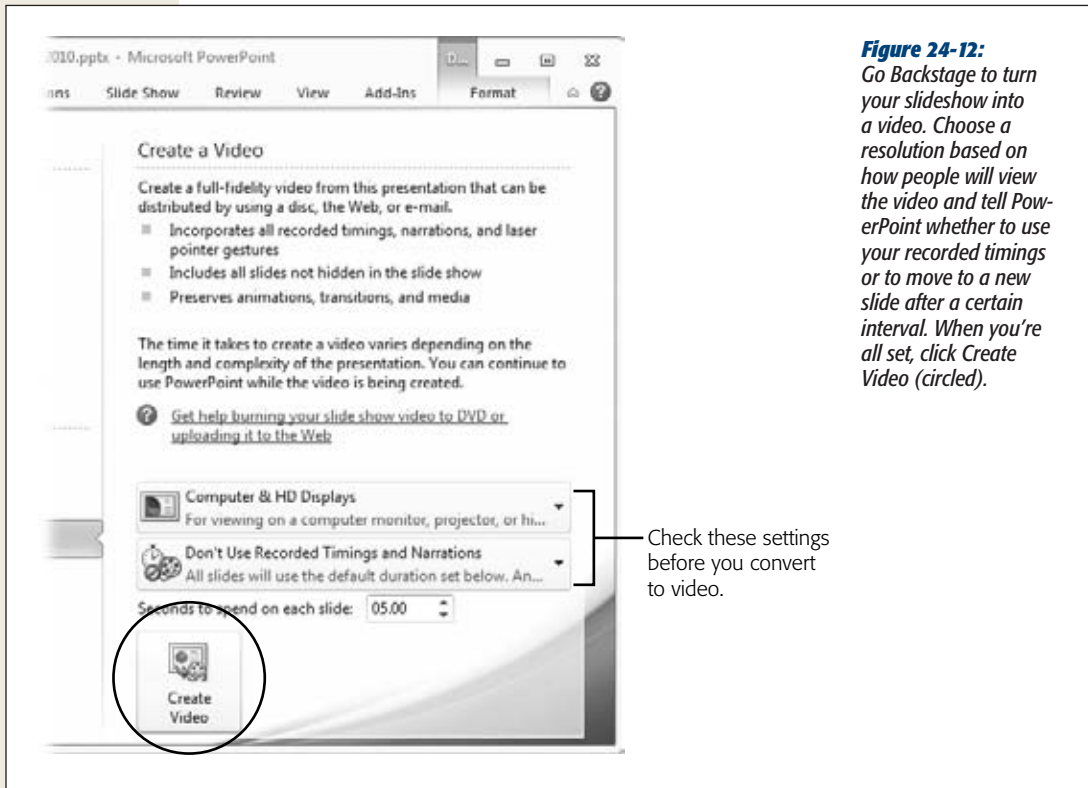 010.pptx - Microsoft PowerPoint
D...
ons Slide Show Review View Add-Ins Format
Create a Video
Create a full-fidelity video from this presentation that can be
distributed by using a disc, the Web, or e-mail.
Incorporates all recorded timings, narrations, and laser
pointer gestures
Includes all slides not hidden in the slide show
Preserves animations, transitions, and media
The time it takes to create a video varies depending on the
length and complexity of the presentation. You can continue to
use PowerPoint while the video is being created.
Get help burning your slide show video to DVD or
uploading it to the Web
Computer & HD Displays
For viewing on a computer monitor, projector, or hi...
Don't Use Recorded Timings and Narrations
All slides will use the default duration set below. An...
Seconds to spend on each slide: 05.00
Create
Video
Check these settings
before you convert
to video.
Figure 24-12:
Go Backstage to turn
your slideshow into
a video. Choose a
resolution based on
how people will view
the video and tell Pow-
erPoint whether to use
your recorded timings
or to move to a new
slide after a certain
interval. When you're
all set, click Create
Video (circled).